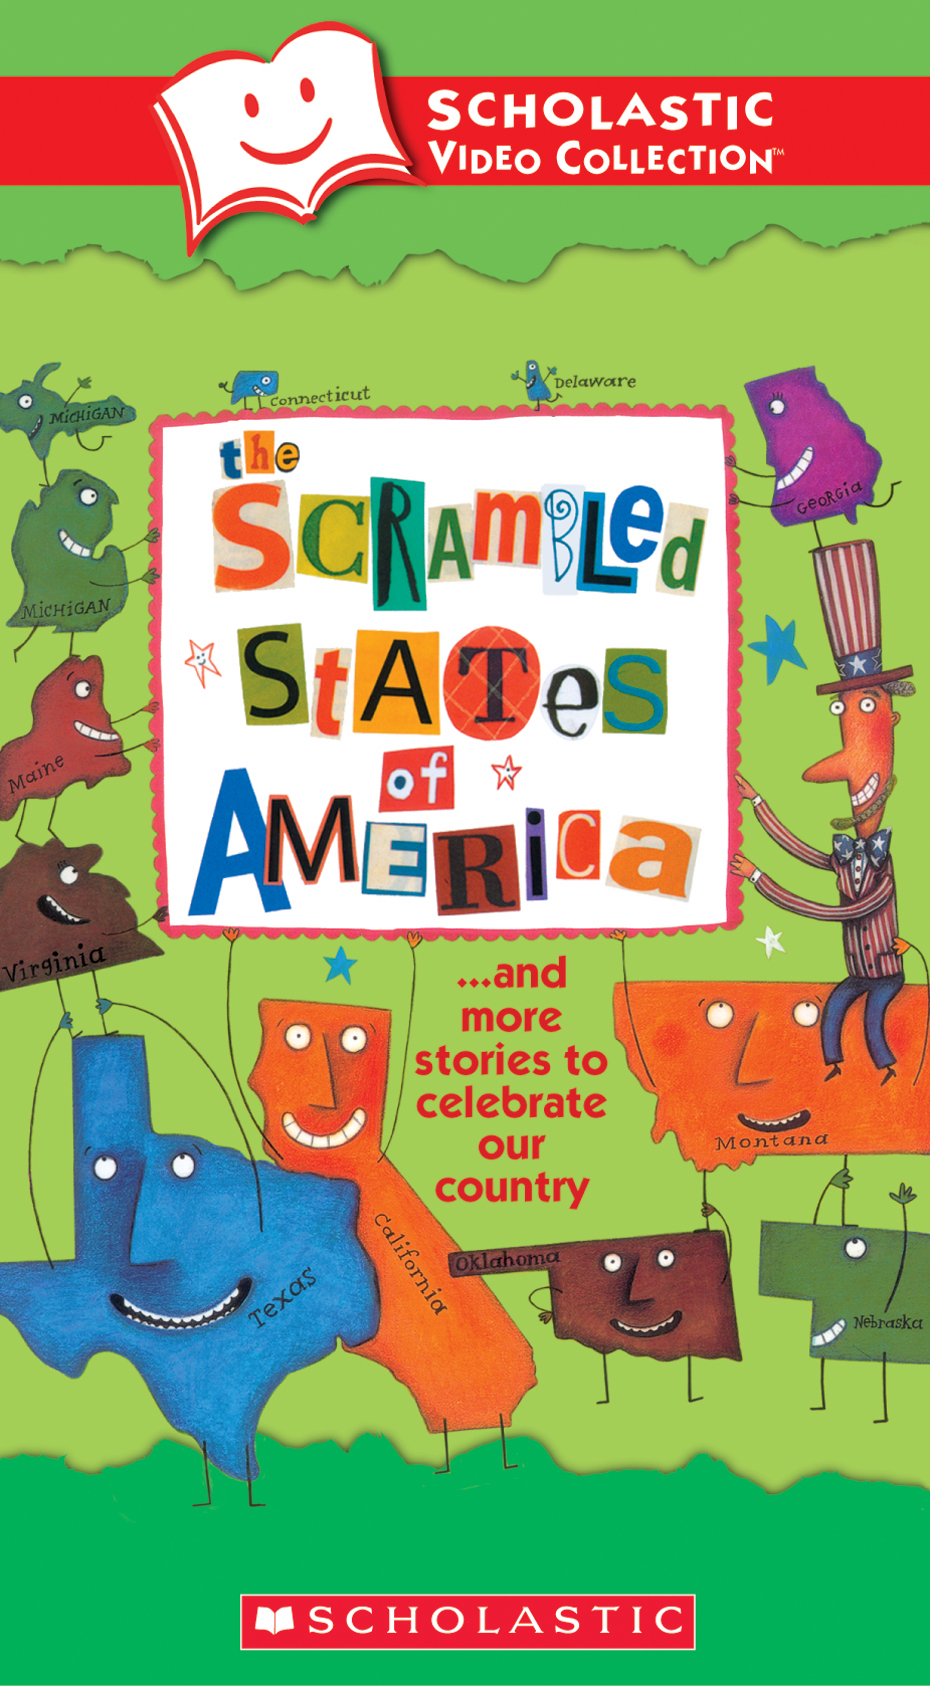 SCHOLASTIC
VIDEO COLLECTION™
Connecticut
Delaware
MicHiGAN
GeORGia
the
SCRAmBLed
MicHiGAN
StATes
Maine
of
AMERiCa
Virginia
...and
more
stories to
celebrate
our
country
Montana
California
Oklahoma
Texas
Nebraska
SCHOLASTIC